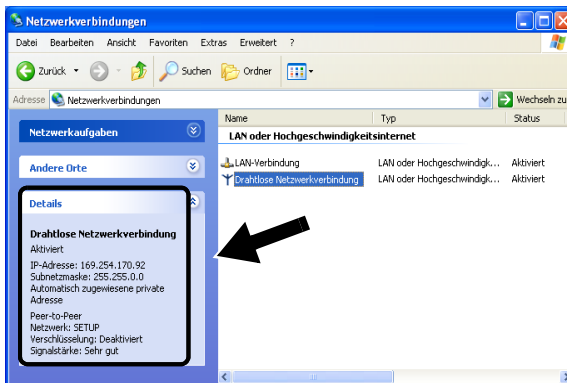 Netzwerkverbindungen
Datei Bearbeiten Ansicht Favoriten Extras Erweitert ?
Zurück Suchen Ordner
Adresse Netzwerkverbindungen Wechseln zu
Name Typ Status
LAN oder Hochgeschwindigkeitsinternet
LAN-Verbindung LAN oder Hochgeschwindigk... Aktiviert
Drahtlose Netzwerkverbindung LAN oder Hochgeschwindigk... Aktiviert
Netzwerkaufgaben
Andere Orte
Details
Drahtlose Netzwerkverbindung
Aktiviert
IP-Adresse: 169.254.170.92
Subnetzmaske: 255.255.0.0
Automatisch zugewiesene private
Adresse
Peer-to-Peer
Netzwerk: SETUP
Verschlüsselung: Deaktiviert
Signalstärke: Sehr gut